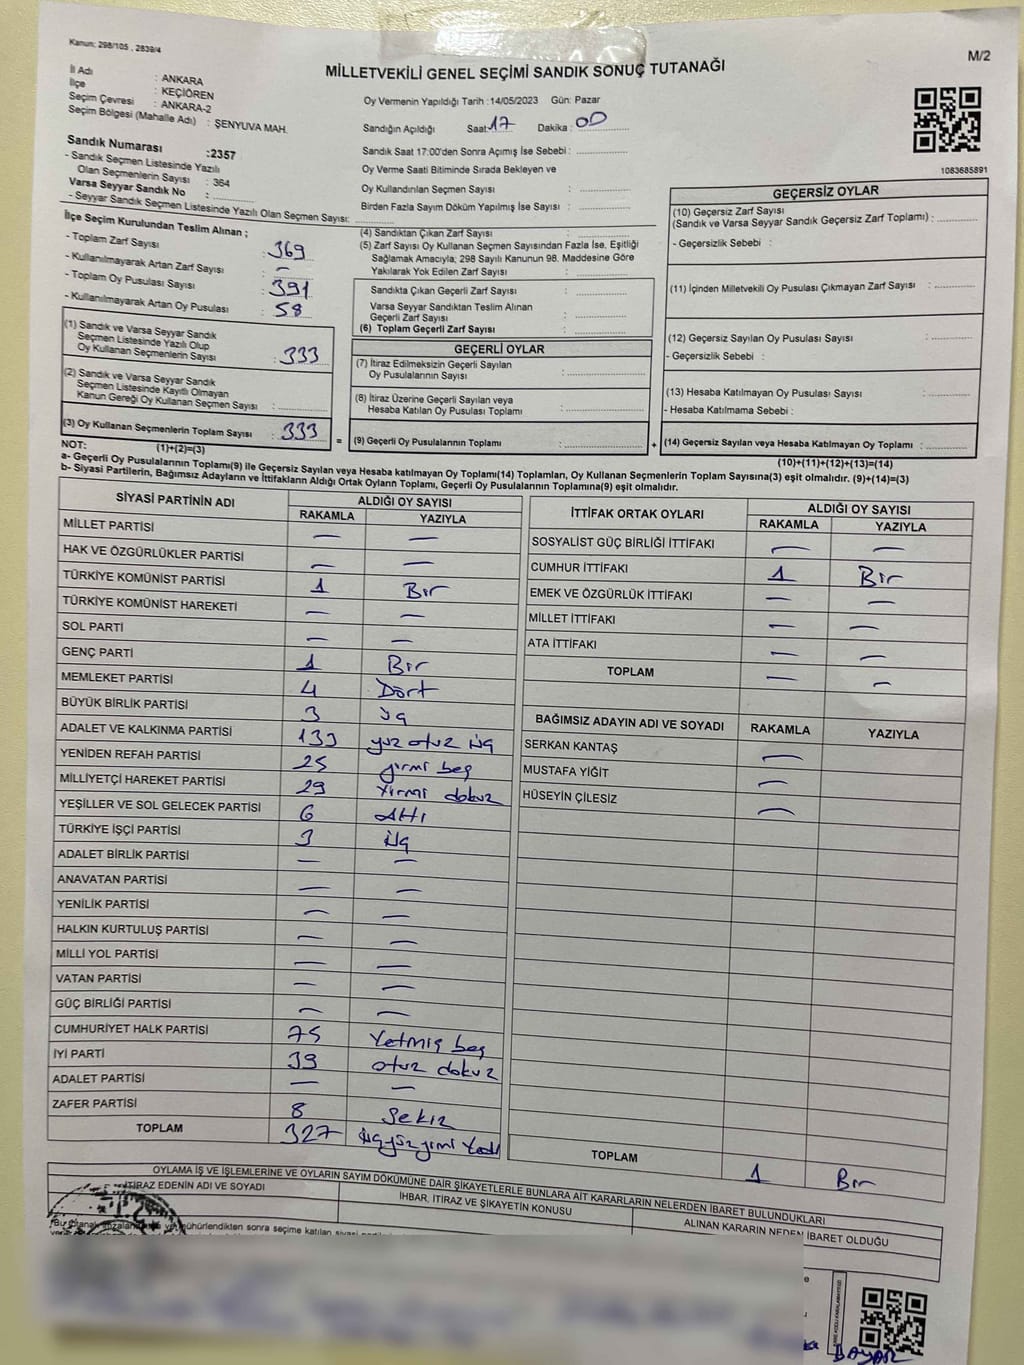 Kanun: 298/105 , 2839/4
M/2
MİLLETVEKİLİ GENEL SEÇİMİ SANDIK SONUÇ TUTANAĞI
İl Adı : ANKARA
İlçe : KEÇİÖREN
Seçim Çevresi : ANKARA-2
Seçim Bölgesi (Mahalle Adı) : ŞENYUVA MAH.
Sandık Numarası :2357
- Sandık Seçmen Listesinde Yazılı
Olan Seçmenlerin Sayısı : 364
Varsa Seyyar Sandık No :
- Seyyar Sandık Seçmen Listesinde Yazılı Olan Seçmen Sayısı:
İlçe Seçim Kurulundan Teslim Alınan ;
- Toplam Zarf Sayısı : 369
- Kullanılmayarak Artan Zarf Sayısı : –
- Toplam Oy Pusulası Sayısı : 391
- Kullanılmayarak Artan Oy Pusulası : 58
(1) Sandık ve Varsa Seyyar Sandık
Seçmen Listesinde Yazılı Olup
Oy Kullanan Seçmenlerin Sayısı : 333
(2) Sandık ve Varsa Seyyar Sandık
Seçmen Listesinde Kayıtlı Olmayan
Kanun Gereği Oy Kullanan Seçmen Sayısı :
(3) Oy Kullanan Seçmenlerin Toplam Sayısı : 333
(1)+(2)=(3)
Oy Vermenin Yapıldığı Tarih :14/05/2023 Gün: Pazar
Sandığın Açıldığı Saat: 17 Dakika : 00
Sandık Saat 17:00'den Sonra Açımış İse Sebebi :
Oy Verme Saati Bitiminde Sırada Bekleyen ve
Oy Kullandırılan Seçmen Sayısı :
Birden Fazla Sayım Döküm Yapılmış İse Sayısı :
(4) Sandıktan Çıkan Zarf Sayısı :
(5) Zarf Sayısı Oy Kullanan Seçmen Sayısından Fazla İse, Eşitliği
Sağlamak Amacıyla; 298 Sayılı Kanunun 98. Maddesine Göre
Yakılarak Yok Edilen Zarf Sayısı :
Sandıkta Çıkan Geçerli Zarf Sayısı :
Varsa Seyyar Sandıktan Teslim Alınan
Geçerli Zarf Sayısı :
(6) Toplam Geçerli Zarf Sayısı :
GEÇERLİ OYLAR
(7) İtiraz Edilmeksizin Geçerli Sayılan
Oy Pusulalarının Sayısı :
(8) İtiraz Üzerine Geçerli Sayılan veya
Hesaba Katılan Oy Pusulası Toplamı :
= (9) Geçerli Oy Pusulalarının Toplamı :
1083685891
GEÇERSİZ OYLAR
(10) Geçersiz Zarf Sayısı
(Sandık ve Varsa Seyyar Sandık Geçersiz Zarf Toplamı) :
- Geçersizlik Sebebi :
(11) İçinden Milletvekili Oy Pusulası Çıkmayan Zarf Sayısı :
(12) Geçersiz Sayılan Oy Pusulası Sayısı :
- Geçersizlik Sebebi :
(13) Hesaba Katılmayan Oy Pusulası Sayısı :
- Hesaba Katılmama Sebebi :
+ (14) Geçersiz Sayılan veya Hesaba Katılmayan Oy Toplamı :
(10)+(11)+(12)+(13)=(14)
NOT:
a- Geçerli Oy Pusulalarının Toplamı(9) ile Geçersiz Sayılan veya Hesaba katılmayan Oy Toplamı(14) Toplamları, Oy Kullanan Seçmenlerin Toplam Sayısına(3) eşit olmalıdır. (9)+(14)=(3)
b- Siyasi Partilerin, Bağımsız Adayların ve İttifakların Aldığı Ortak Oyların Toplamı, Geçerli Oy Pusulalarının Toplamına(9) eşit olmalıdır.
SİYASİ PARTİNİN ADI ALDIĞI OY SAYISI
RAKAMLA YAZIYLA
MİLLET PARTİSİ – –
HAK VE ÖZGÜRLÜKLER PARTİSİ – –
TÜRKİYE KOMÜNİST PARTİSİ 1 Bir
TÜRKİYE KOMÜNİST HAREKETİ – –
SOL PARTİ – –
GENÇ PARTİ 1 Bir
MEMLEKET PARTİSİ 4 Dört
BÜYÜK BİRLİK PARTİSİ 3 üç
ADALET VE KALKINMA PARTİSİ 133 yüz otuz üç
YENİDEN REFAH PARTİSİ 25 yirmi beş
MİLLİYETÇİ HAREKET PARTİSİ 29 Yirmi dokuz
YEŞİLLER VE SOL GELECEK PARTİSİ 6 Altı
TÜRKİYE İŞÇİ PARTİSİ 3 üç
ADALET BİRLİK PARTİSİ – –
ANAVATAN PARTİSİ – –
YENİLİK PARTİSİ – –
HALKIN KURTULUŞ PARTİSİ – –
MİLLİ YOL PARTİSİ – –
VATAN PARTİSİ – –
GÜÇ BİRLİĞİ PARTİSİ – –
CUMHURİYET HALK PARTİSİ 75 Yetmiş beş
İYİ PARTİ 39 otuz dokuz
ADALET PARTİSİ – –
ZAFER PARTİSİ 8 Sekiz
TOPLAM 327 üçyüzyirmi Yedi
İTTİFAK ORTAK OYLARI ALDIĞI OY SAYISI
RAKAMLA YAZIYLA
SOSYALİST GÜÇ BİRLİĞİ İTTİFAKI – –
CUMHUR İTTİFAKI 1 Bir
EMEK VE ÖZGÜRLÜK İTTİFAKI – –
MİLLET İTTİFAKI – –
ATA İTTİFAKI – –
TOPLAM – –
BAĞIMSIZ ADAYIN ADI VE SOYADI RAKAMLA YAZIYLA
SERKAN KANTAŞ –
MUSTAFA YİĞİT –
HÜSEYİN ÇİLESİZ –
TOPLAM 1 Bir
OYLAMA İŞ VE İŞLEMLERİNE VE OYLARIN SAYIM DÖKÜMÜNE DAİR ŞİKAYETLERLE BUNLARA AİT KARARLARIN NELERDEN İBARET BULUNDUKLARI
İTİRAZ EDENİN ADI VE SOYADI İHBAR, İTİRAZ VE ŞİKAYETİN KONUSU ALINAN KARARIN NEDEN İBARET OLDUĞU
mühürlendikten sonra seçime katılan siyasi